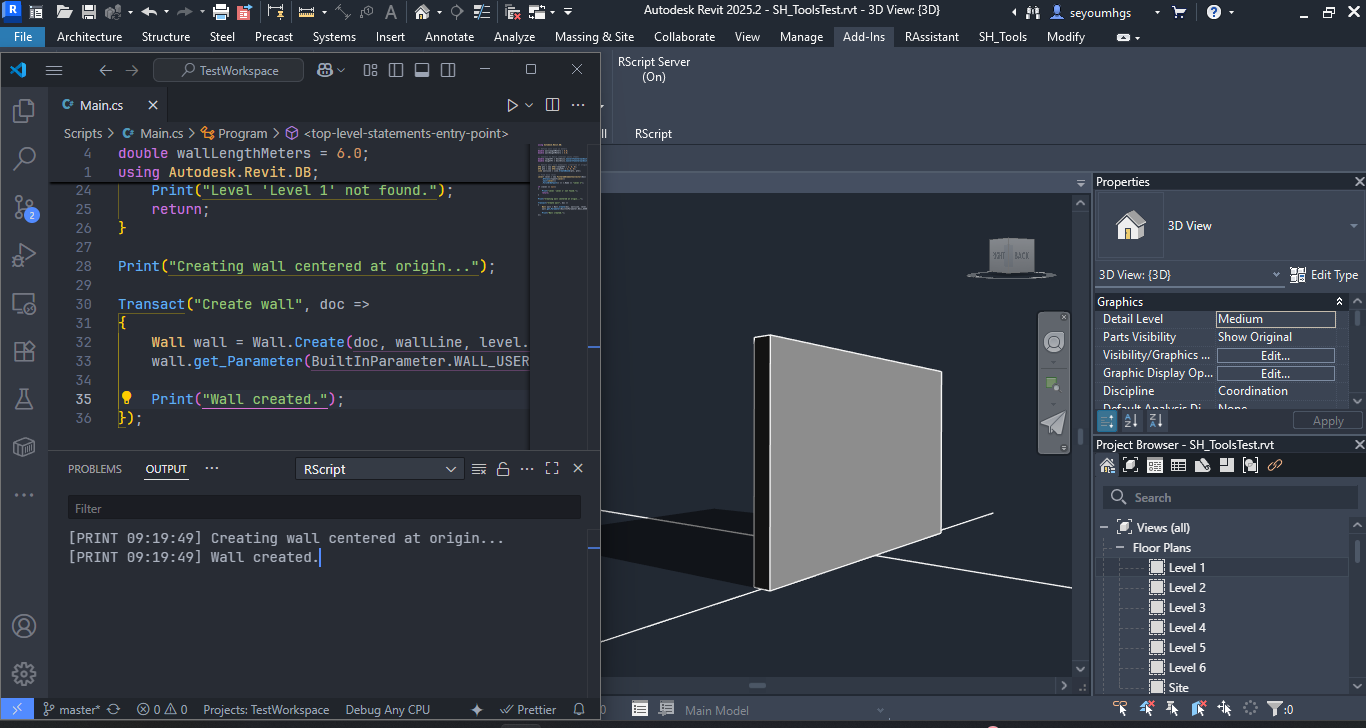 Autodesk Revit 2025.2 - SH_ToolsTest.rvt - 3D View: {3D}
seyoumhgs
File Architecture Structure Steel Precast Systems Insert Annotate Analyze Massing & Site Collaborate View Manage Add-Ins RAssistant SH_Tools Modify
TestWorkspace
RScript Server
(On)
RScript
Main.cs
Scripts > Main.cs > Program > <top-level-statements-entry-point>
4 double wallLengthMeters = 6.0;
1 using Autodesk.Revit.DB;
24 Print("Level 'Level 1' not found.");
25 return;
26 }
27
28 Print("Creating wall centered at origin...");
29
30 Transact("Create wall", doc =>
31 {
32 Wall wall = Wall.Create(doc, wallLine, level.
33 wall.get_Parameter(BuiltInParameter.WALL_USER
34
35 Print("Wall created.");
36 });
PROBLEMS OUTPUT ...
RScript
Filter
[PRINT 09:19:49] Creating wall centered at origin...
[PRINT 09:19:49] Wall created.
2
master* 0 0 Projects: TestWorkspace Debug Any CPU Prettier
BACK
Main Model
Properties
3D View
3D View: {3D} Edit Type
Graphics
Detail Level Medium
Parts Visibility Show Original
Visibility/Graphics ... Edit...
Graphic Display Op... Edit...
Discipline Coordination
Default Analysis Di... None
Apply
Project Browser - SH_ToolsTest.rvt
Search
Views (all)
Floor Plans
Level 1
Level 2
Level 3
Level 4
Level 5
Level 6
Site
:0